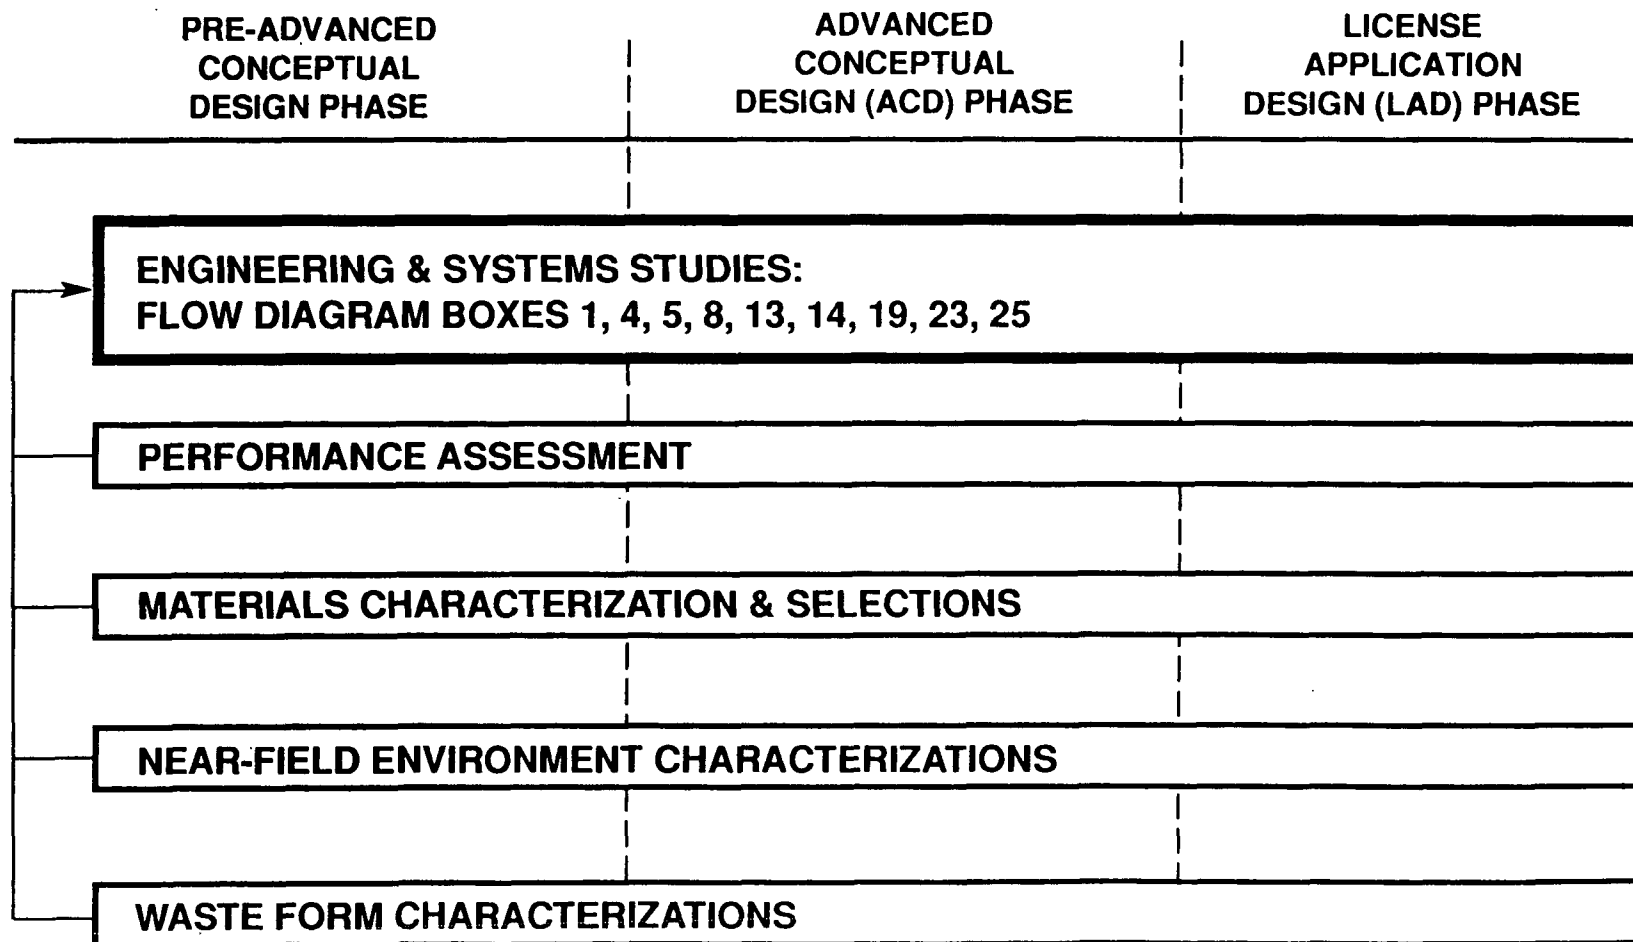 PRE-ADVANCED
CONCEPTUAL
DESIGN PHASE
ADVANCED
CONCEPTUAL
DESIGN (ACD) PHASE
LICENSE
APPLICATION
DESIGN (LAD) PHASE
ENGINEERING & SYSTEMS STUDIES:
FLOW DIAGRAM BOXES 1, 4, 5, 8, 13, 14, 19, 23, 25
PERFORMANCE ASSESSMENT
MATERIALS CHARACTERIZATION & SELECTIONS
NEAR-FIELD ENVIRONMENT CHARACTERIZATIONS
WASTE FORM CHARACTERIZATIONS